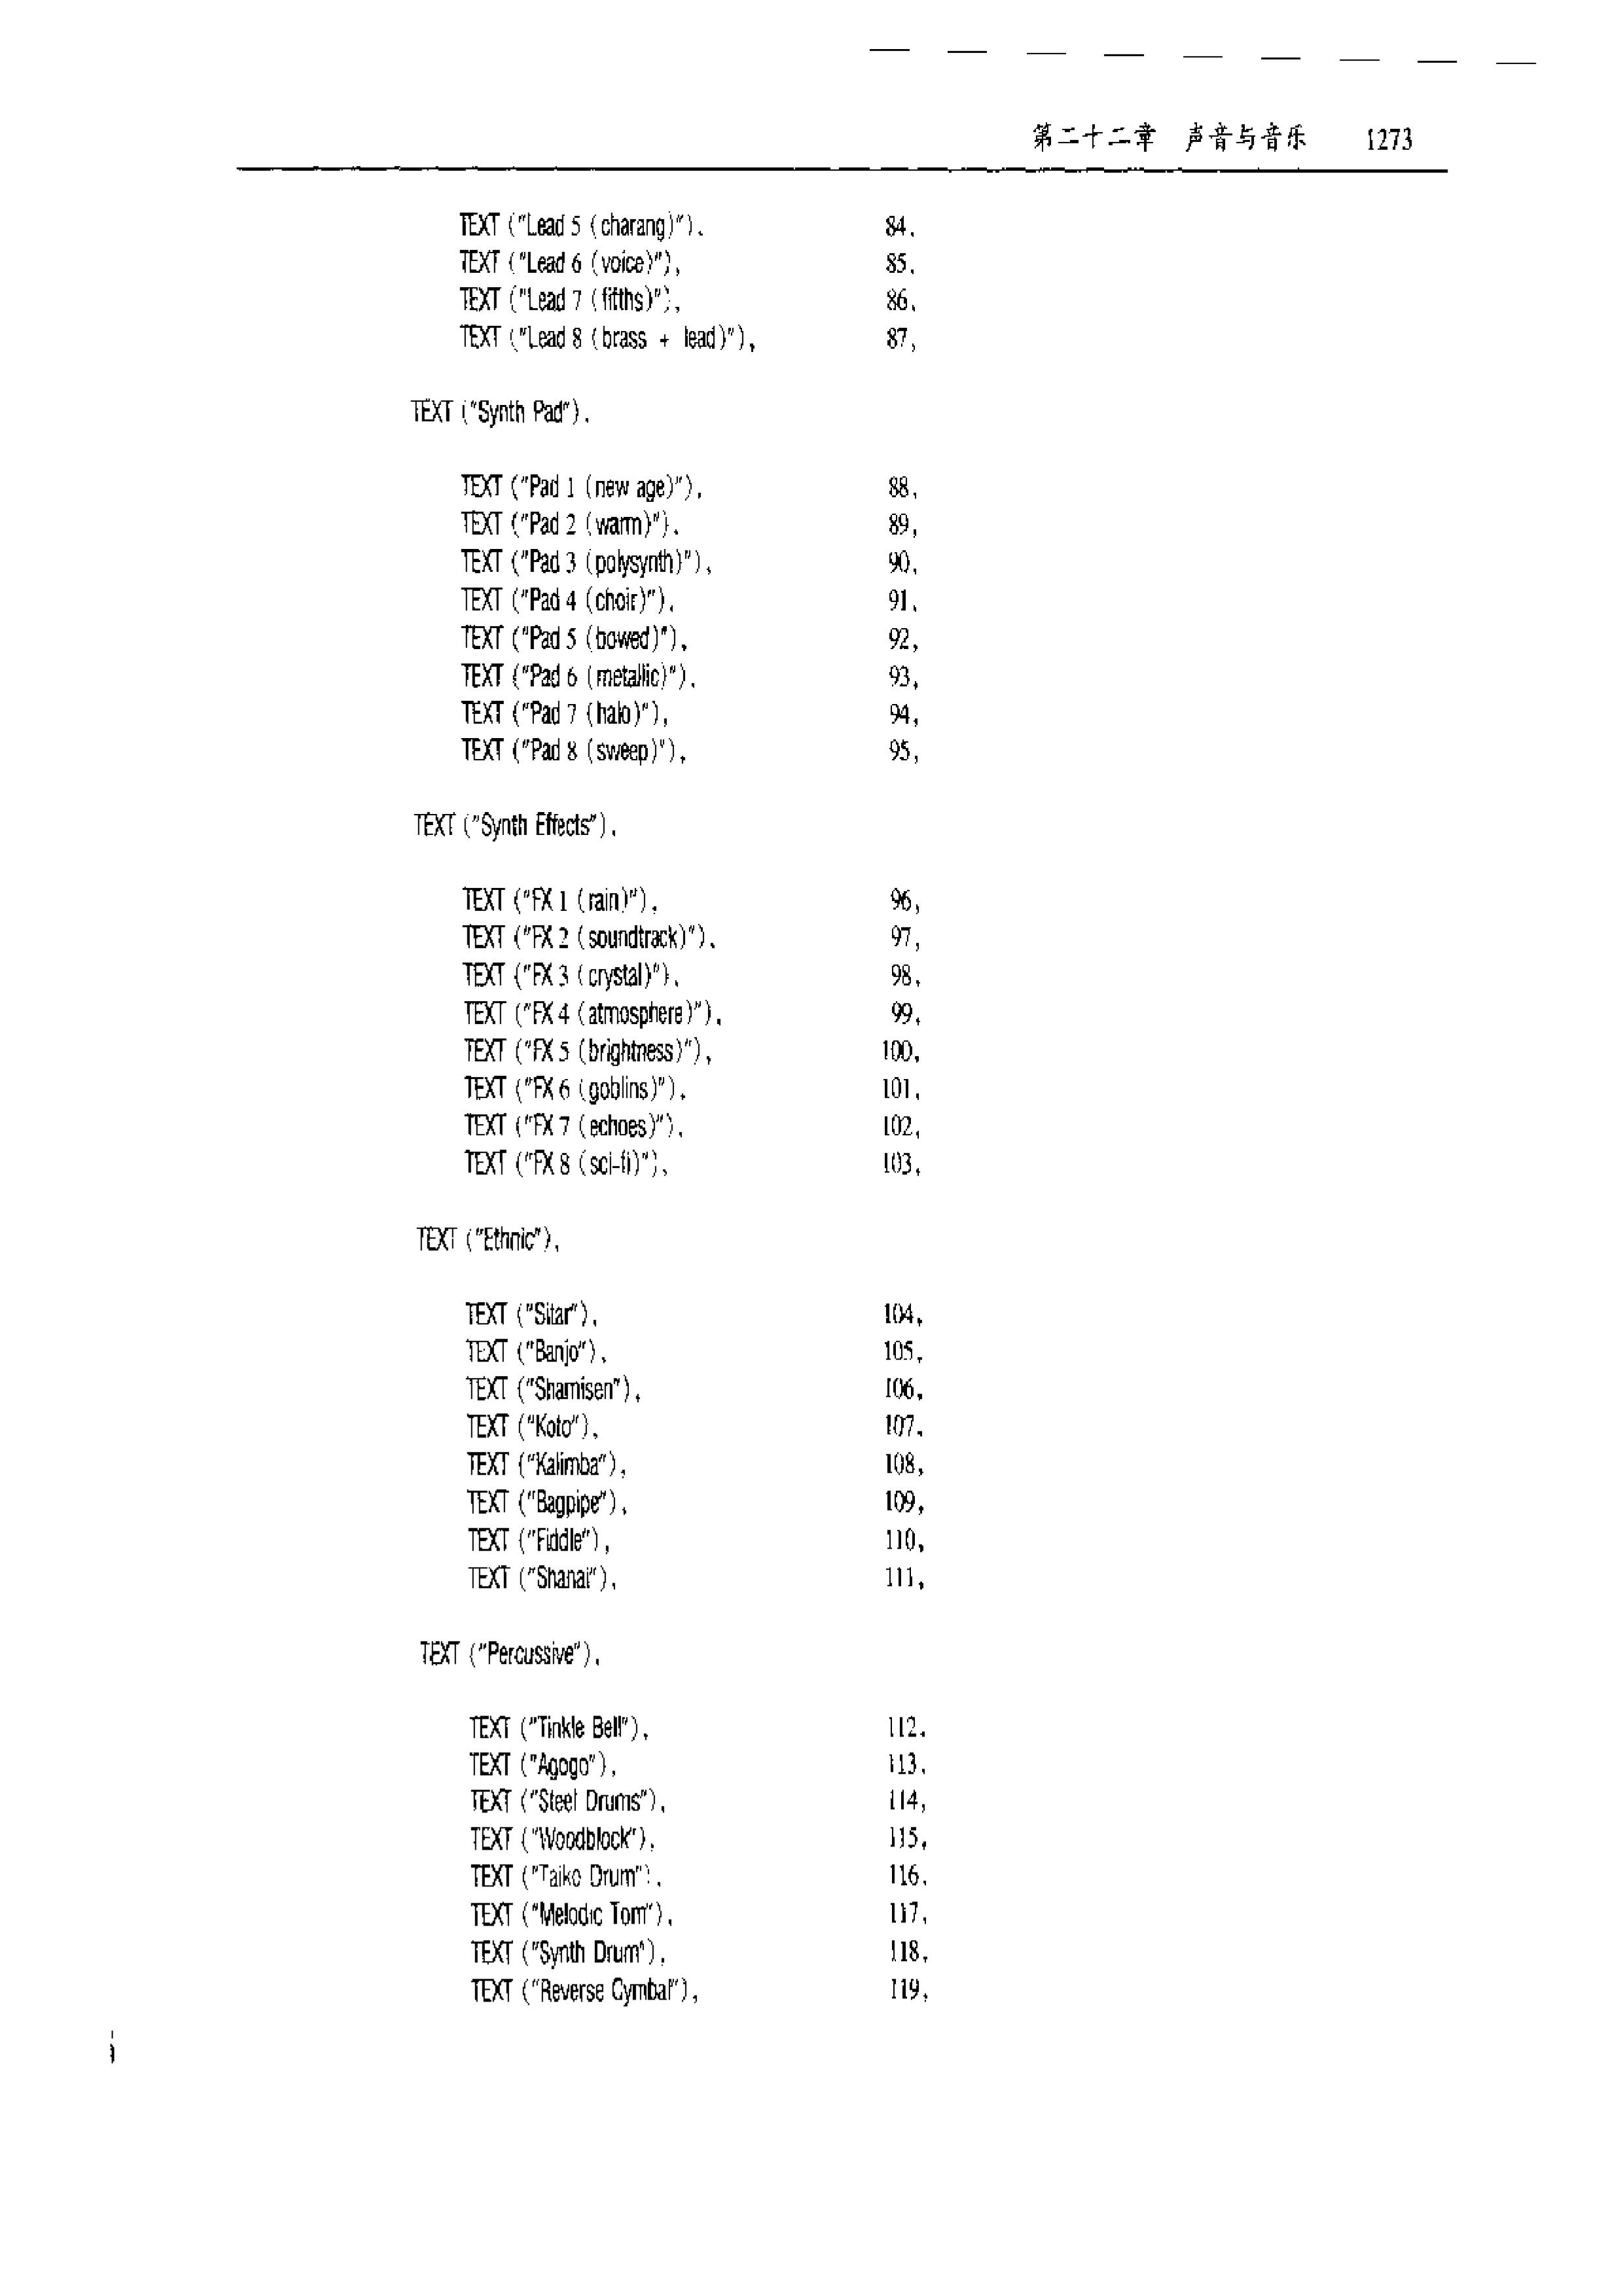 第二十二章 声音与音乐 1273
TEXT ("Lead 5 (charang)"), 84,
TEXT ("Lead 6 (voice)"), 85,
TEXT ("Lead 7 (fifths)"), 86,
TEXT ("Lead 8 (brass + lead)"), 87,
TEXT ("Synth Pad"),
TEXT ("Pad 1 (new age)"), 88,
TEXT ("Pad 2 (warm)"), 89,
TEXT ("Pad 3 (polysynth)"), 90,
TEXT ("Pad 4 (choir)"), 91,
TEXT ("Pad 5 (bowed)"), 92,
TEXT ("Pad 6 (metallic)"), 93,
TEXT ("Pad 7 (halo)"), 94,
TEXT ("Pad 8 (sweep)"), 95,
TEXT ("Synth Effects"),
TEXT ("FX 1 (rain)"), 96,
TEXT ("FX 2 (soundtrack)"), 97,
TEXT ("FX 3 (crystal)"), 98,
TEXT ("FX 4 (atmosphere)"), 99,
TEXT ("FX 5 (brightness)"), 100,
TEXT ("FX 6 (goblins)"), 101,
TEXT ("FX 7 (echoes)"), 102,
TEXT ("FX 8 (sci-fi)"), 103,
TEXT ("Ethnic"),
TEXT ("Sitar"), 104,
TEXT ("Banjo"), 105,
TEXT ("Shamisen"), 106,
TEXT ("Koto"), 107,
TEXT ("Kalimba"), 108,
TEXT ("Bagpipe"), 109,
TEXT ("Fiddle"), 110,
TEXT ("Shanai"), 111,
TEXT ("Percussive"),
TEXT ("Tinkle Bell"), 112,
TEXT ("Agogo"), 113,
TEXT ("Steel Drums"), 114,
TEXT ("Woodblock"), 115,
TEXT ("Taiko Drum"), 116,
TEXT ("Melodic Tom"), 117,
TEXT ("Synth Drum"), 118,
TEXT ("Reverse Cymbal"), 119,